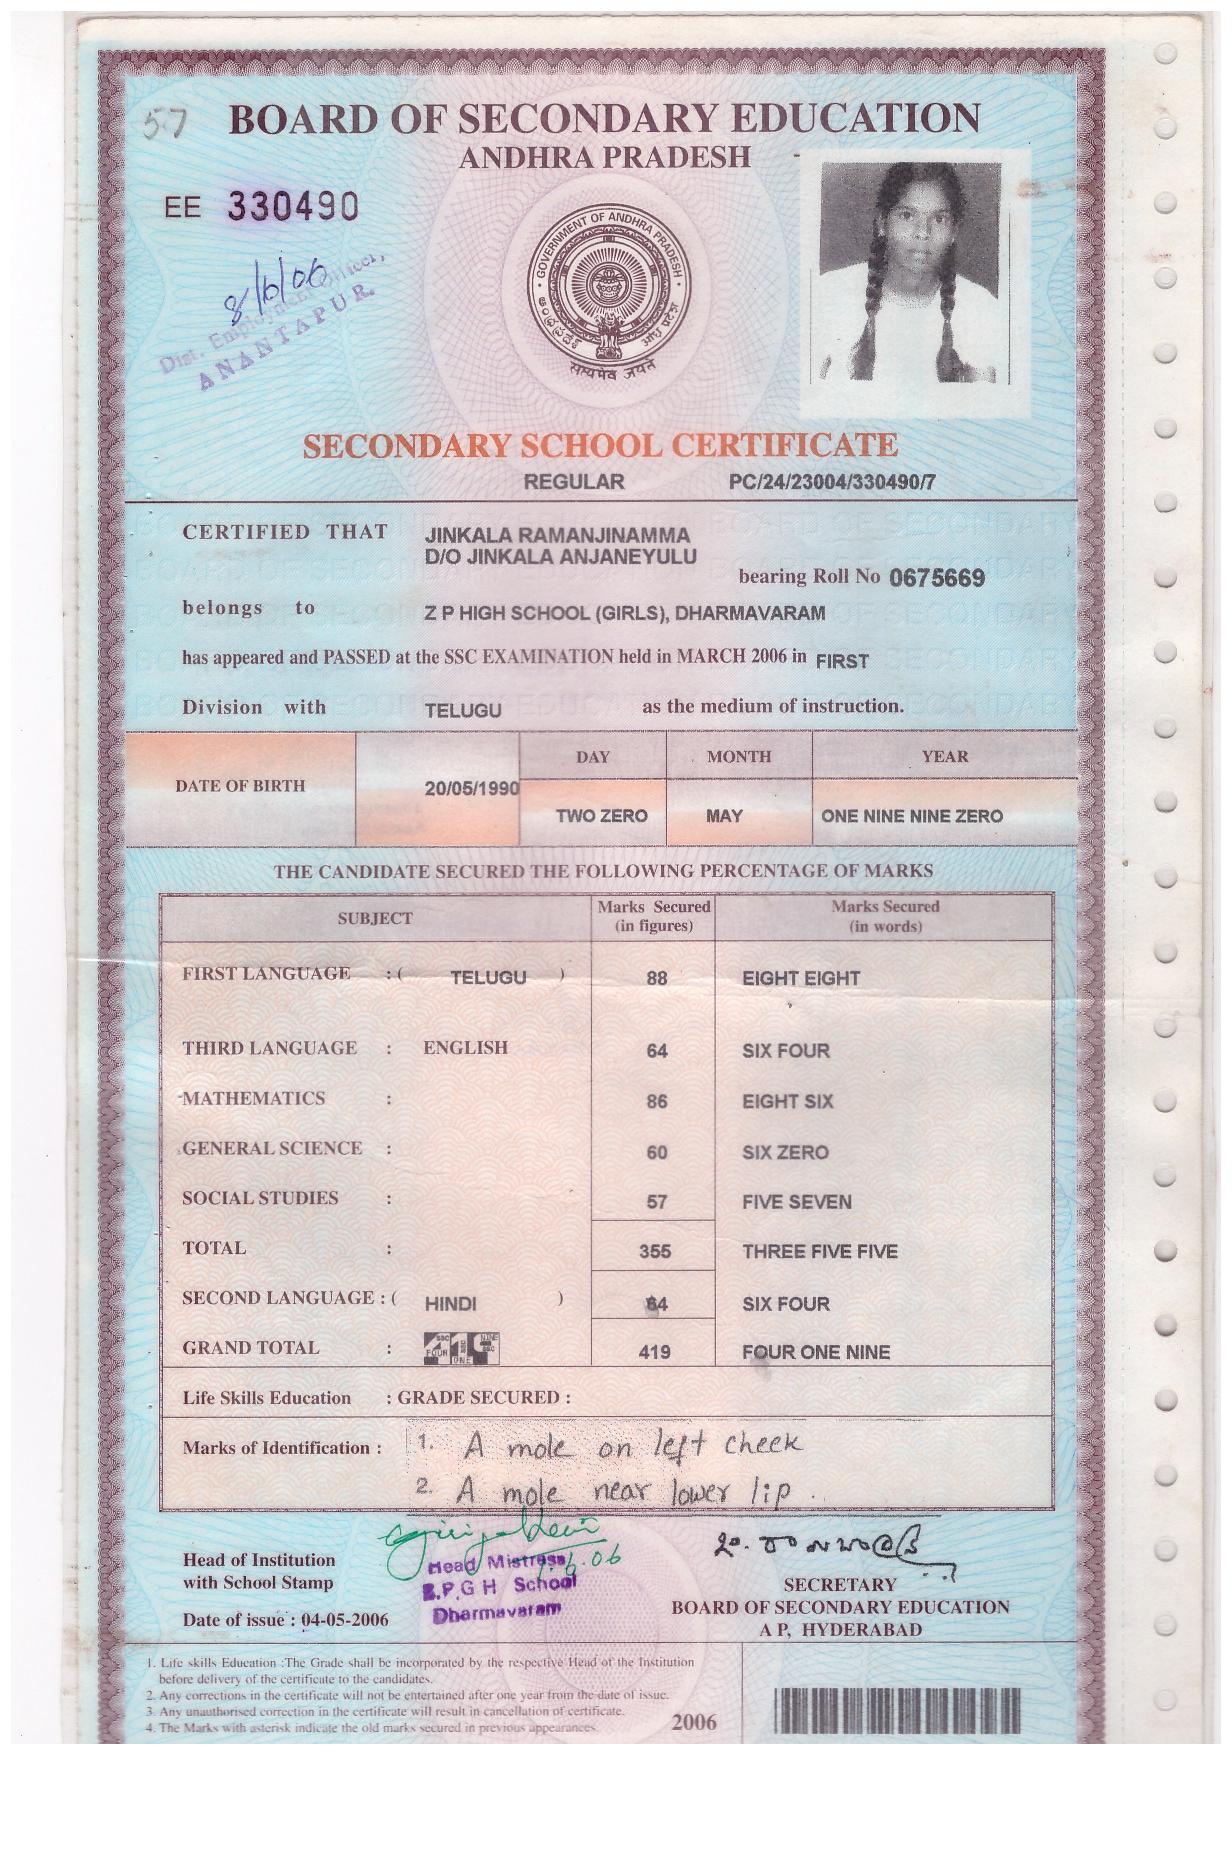 57
BOARD OF SECONDARY EDUCATION
ANDHRA PRADESH
EE 330490
GOVERNMENT OF ANDHRA PRADESH
सत्यमेव जयते
8/6/06
Dist. Employment Officer,
ANANTAPUR.
SECONDARY SCHOOL CERTIFICATE
REGULAR PC/24/23004/330490/7
CERTIFIED THAT JINKALA RAMANJINAMMA
D/O JINKALA ANJANEYULU
bearing Roll No 0675669
belongs to Z P HIGH SCHOOL (GIRLS), DHARMAVARAM
has appeared and PASSED at the SSC EXAMINATION held in MARCH 2006 in FIRST
Division with TELUGU as the medium of instruction.
DAY MONTH YEAR
DATE OF BIRTH 20/05/1990
TWO ZERO MAY ONE NINE NINE ZERO
THE CANDIDATE SECURED THE FOLLOWING PERCENTAGE OF MARKS
SUBJECT Marks Secured (in figures) Marks Secured (in words)
FIRST LANGUAGE : ( TELUGU ) 88 EIGHT EIGHT
THIRD LANGUAGE : ENGLISH 64 SIX FOUR
MATHEMATICS : 86 EIGHT SIX
GENERAL SCIENCE : 60 SIX ZERO
SOCIAL STUDIES : 57 FIVE SEVEN
TOTAL : 355 THREE FIVE FIVE
SECOND LANGUAGE : ( HINDI ) 64 SIX FOUR
GRAND TOTAL : FOUR ONE NINE 419 FOUR ONE NINE
Life Skills Education : GRADE SECURED :
Marks of Identification : 1. A mole on left cheek
2. A mole near lower lip.
Head of Institution
with School Stamp
Head Mistress
Z.P.G H School
Dharmavaram
SECRETARY
BOARD OF SECONDARY EDUCATION
A P, HYDERABAD
Date of issue : 04-05-2006
1. Life skills Education :The Grade shall be incorporated by the respective Head of the Institution
before delivery of the certificate to the candidates.
2. Any corrections in the certificate will not be entertained after one year from the date of issue.
3. Any unauthorised correction in the certificate will result in cancellation of certificate.
4. The Marks with asterisk indicate the old marks secured in previous appearances.
2006